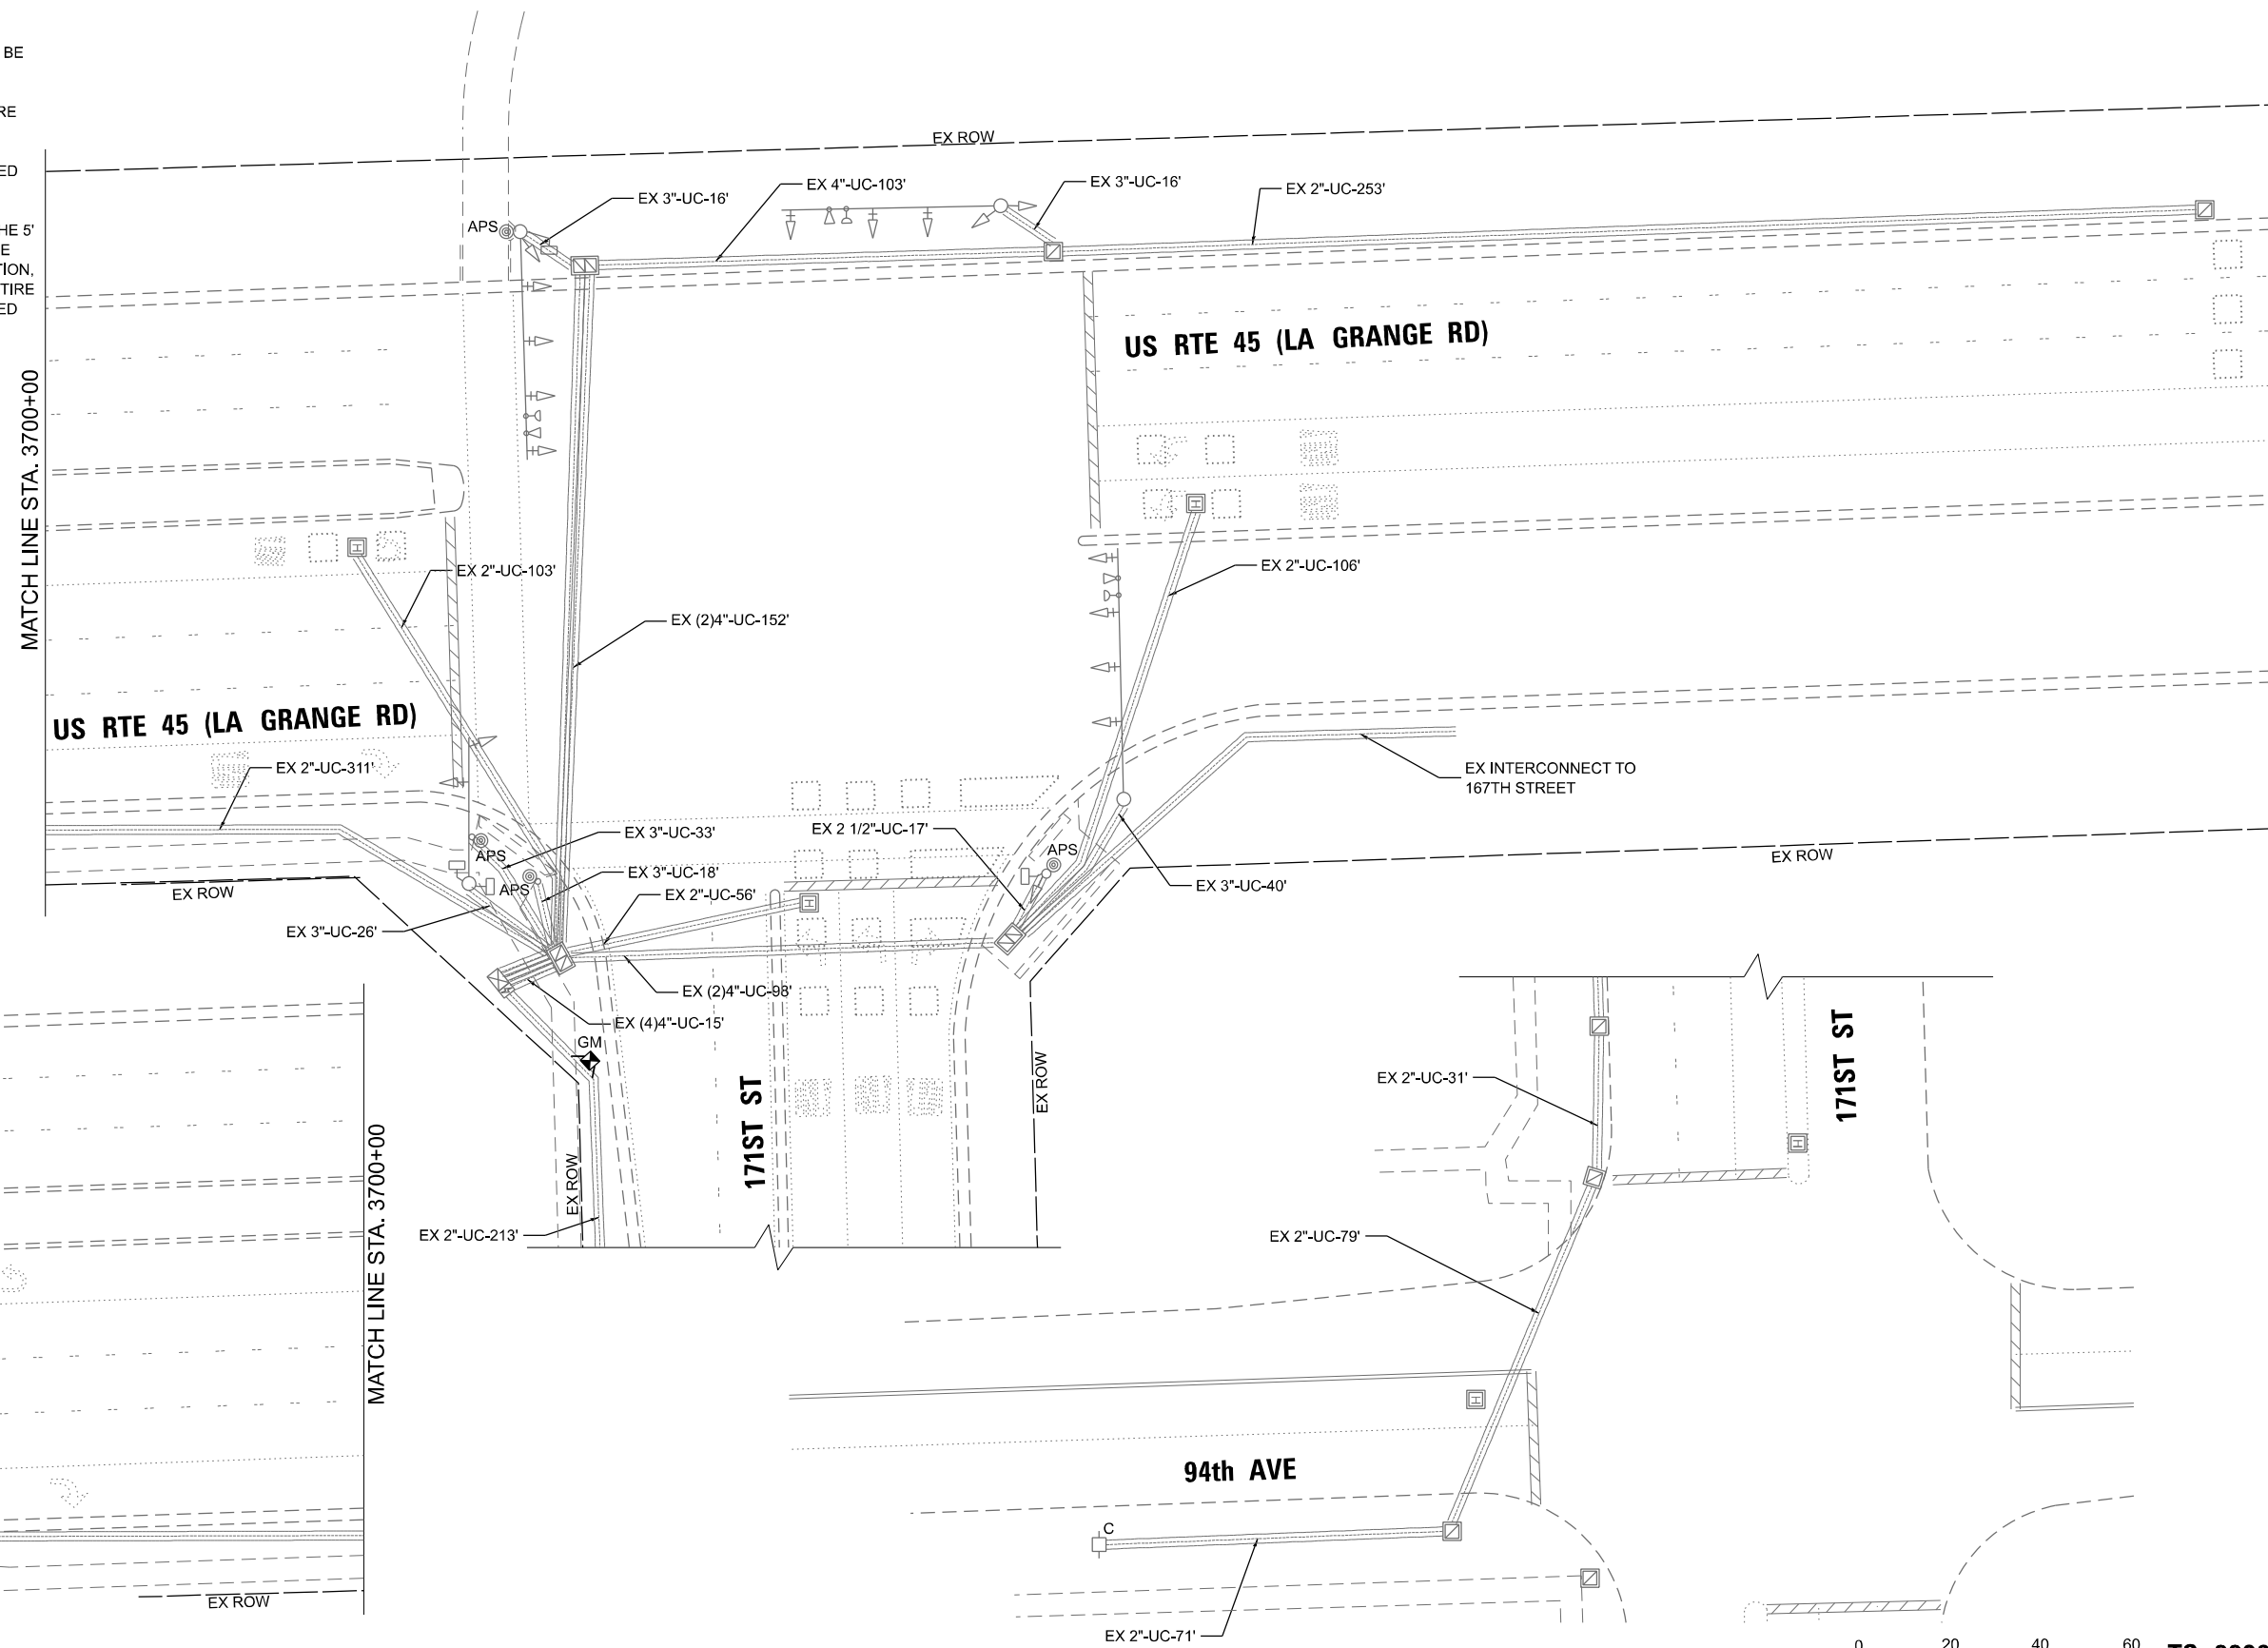 BE
RE
ED
HE 5'
E
TION,
TIRE
ED
EX ROW
EX 3"-UC-16'
EX 4"-UC-103'
EX 3"-UC-16'
EX 2"-UC-253'
APS
US RTE 45 (LA GRANGE RD)
MATCH LINE STA. 3700+00
EX 2"-UC-103'
EX 2"-UC-106'
EX (2)4"-UC-152'
US RTE 45 (LA GRANGE RD)
EX 2"-UC-311'
EX INTERCONNECT TO
167TH STREET
EX 3"-UC-33'
EX 2 1/2"-UC-17'
APS
APS
EX ROW
EX 3"-UC-18'
APS
EX 3"-UC-40'
EX ROW
EX 2"-UC-56'
EX 3"-UC-26'
EX (2)4"-UC-98'
EX (4)4"-UC-15'
GM
171ST ST
EX ROW
EX ROW
EX 2"-UC-213'
171ST ST
EX 2"-UC-31'
MATCH LINE STA. 3700+00
EX 2"-UC-79'
94th AVE
C
EX ROW
EX 2"-UC-71'
0 20 40 60